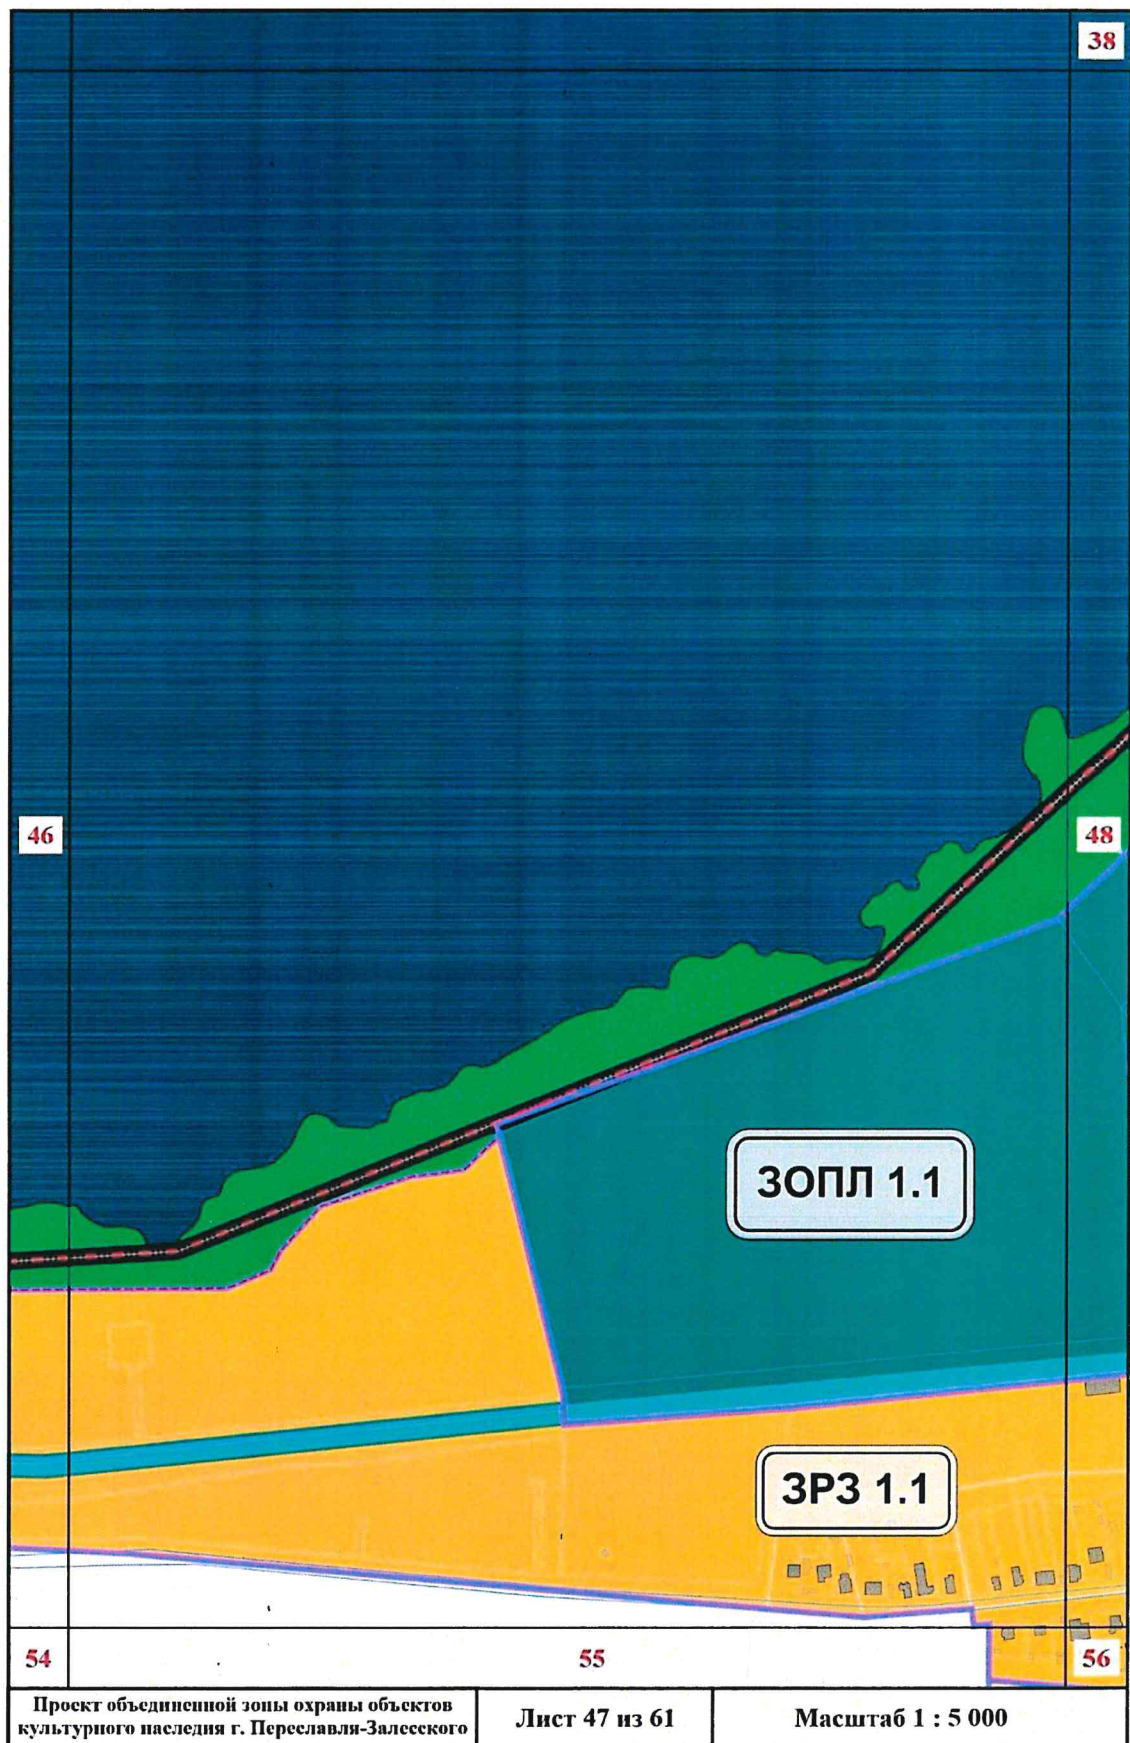 38
46
48
ЗОПЛ 1.1
ЗРЗ 1.1
54
55
56
Проект объединенной зоны охраны объектов
культурного наследия г. Переславля-Залесского
Лист 47 из 61
Масштаб 1 : 5 000